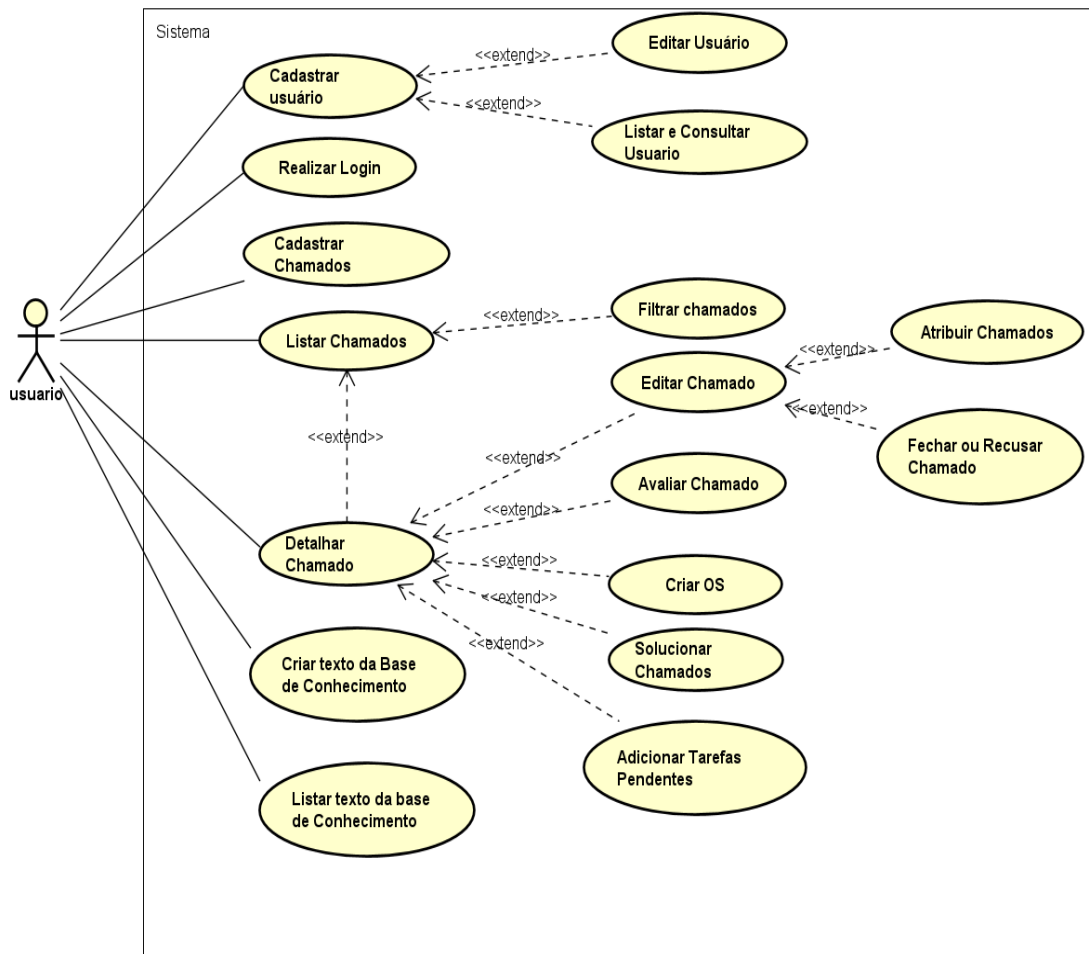 Sistema
Editar Usuário
<<extend>>
Cadastrar
usuário
<<extend>>
Listar e Consultar
Usuario
Realizar Login
Cadastrar
Chamados
Filtrar chamados
<<extend>>
Listar Chamados
Atribuir Chamados
<<extend>>
Editar Chamado
usuario
<<extend>>
<<extend>>
Fechar ou Recusar
Chamado
<<extend>>
Avaliar Chamado
<<extend>>
Detalhar
Chamado
<<extend>>
Criar OS
<<extend>>
<<extend>>
Solucionar
Chamados
Criar texto da Base
de Conhecimento
Adicionar Tarefas
Pendentes
Listar texto da base
de Conhecimento